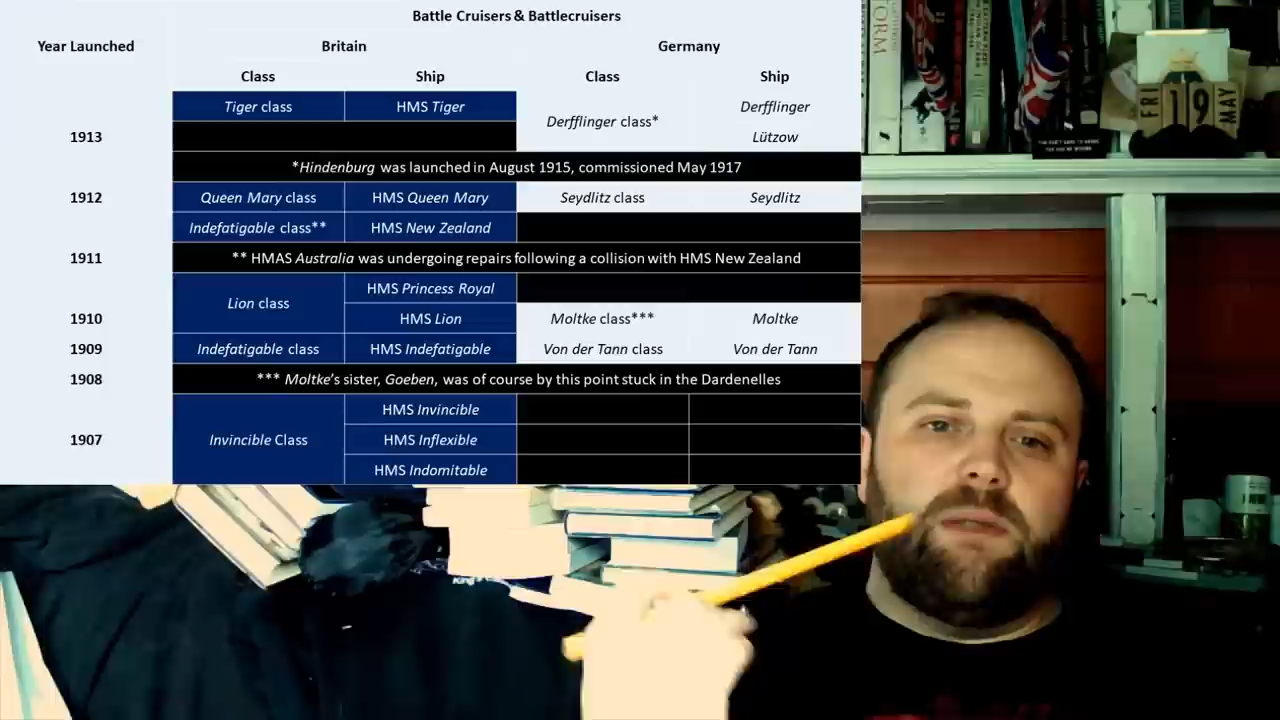 Battle Cruisers & Battlecruisers
Year Launched Britain Germany
Class Ship Class Ship
Tiger class HMS Tiger Derfflinger class* Derfflinger
1913 Lützow
*Hindenburg was launched in August 1915, commissioned May 1917
1912 Queen Mary class HMS Queen Mary Seydlitz class Seydlitz
Indefatigable class** HMS New Zealand
1911 ** HMAS Australia was undergoing repairs following a collision with HMS New Zealand
Lion class HMS Princess Royal
1910 HMS Lion Moltke class*** Moltke
1909 Indefatigable class HMS Indefatigable Von der Tann class Von der Tann
1908 *** Moltke's sister, Goeben, was of course by this point stuck in the Dardenelles
HMS Invincible
1907 Invincible Class HMS Inflexible
HMS Indomitable
FRI 19 MAY